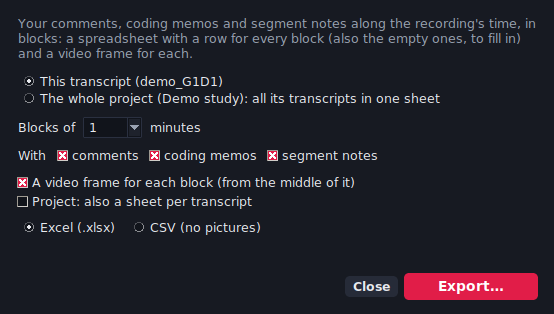 Your comments, coding memos and segment notes along the recording's time, in
blocks: a spreadsheet with a row for every block (also the empty ones, to fill in)
and a video frame for each.
This transcript (demo_G1D1)
The whole project (Demo study): all its transcripts in one sheet
Blocks of 1 minutes
With comments coding memos segment notes
A video frame for each block (from the middle of it)
Project: also a sheet per transcript
Excel (.xlsx) CSV (no pictures)
Close Export...